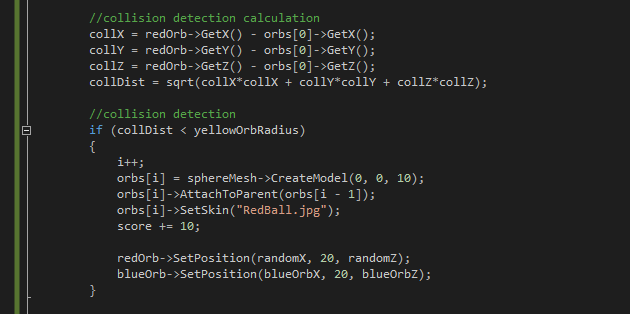 //collision detection calculation
collX = redOrb->GetX() - orbs[0]->GetX();
collY = redOrb->GetY() - orbs[0]->GetY();
collZ = redOrb->GetZ() - orbs[0]->GetZ();
collDist = sqrt(collX*collX + collY*collY + collZ*collZ);
//collision detection
if (collDist < yellowOrbRadius)
{
i++;
orbs[i] = sphereMesh->CreateModel(0, 0, 10);
orbs[i]->AttachToParent(orbs[i - 1]);
orbs[i]->SetSkin("RedBall.jpg");
score += 10;
redOrb->SetPosition(randomX, 20, randomZ);
blueOrb->SetPosition(blueOrbX, 20, blueOrbZ);
}